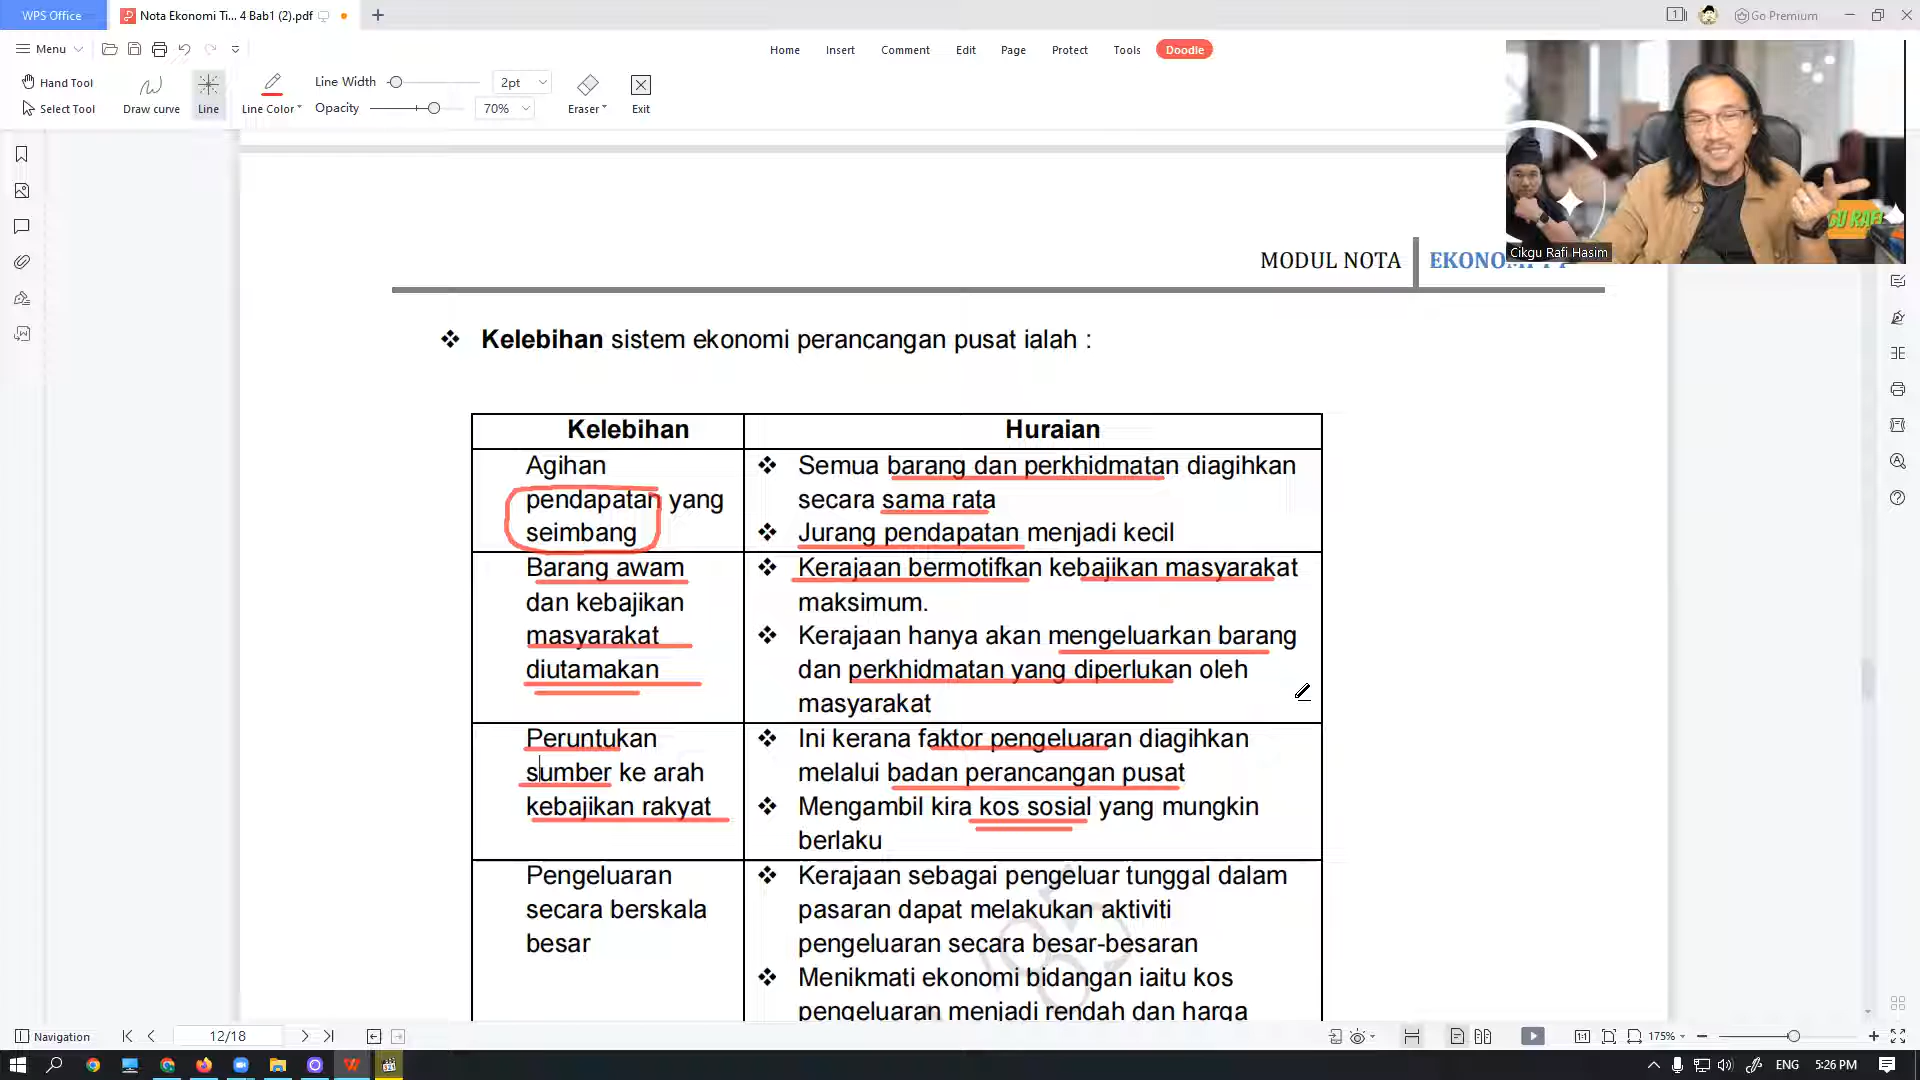 WPS Office
Nota Ekonomi Ti... 4 Bab1 (2).pdf
1
Go Premium
Menu
Home
Insert
Comment
Edit
Page
Protect
Tools
Doodle
Hand Tool
Select Tool
Draw curve
Line
Line Color
Line Width
2pt
Opacity
70%
Eraser
Exit
GU RAFI
Cikgu Rafi Hasim
MODUL NOTA
Kelebihan sistem ekonomi perancangan pusat ialah :
Kelebihan
Huraian
Agihan
pendapatan yang
seimbang
Semua barang dan perkhidmatan diagihkan
secara sama rata
Jurang pendapatan menjadi kecil
Barang awam
dan kebajikan
masyarakat
diutamakan
Kerajaan bermotifkan kebajikan masyarakat
maksimum.
Kerajaan hanya akan mengeluarkan barang
dan perkhidmatan yang diperlukan oleh
masyarakat
Peruntukan
sumber ke arah
kebajikan rakyat
Ini kerana faktor pengeluaran diagihkan
melalui badan perancangan pusat
Mengambil kira kos sosial yang mungkin
berlaku
Pengeluaran
secara berskala
besar
Kerajaan sebagai pengeluar tunggal dalam
pasaran dapat melakukan aktiviti
pengeluaran secara besar-besaran
Menikmati ekonomi bidangan iaitu kos
pengeluaran menjadi rendah dan harga
Navigation
12/18
175%
ENG
5:26 PM